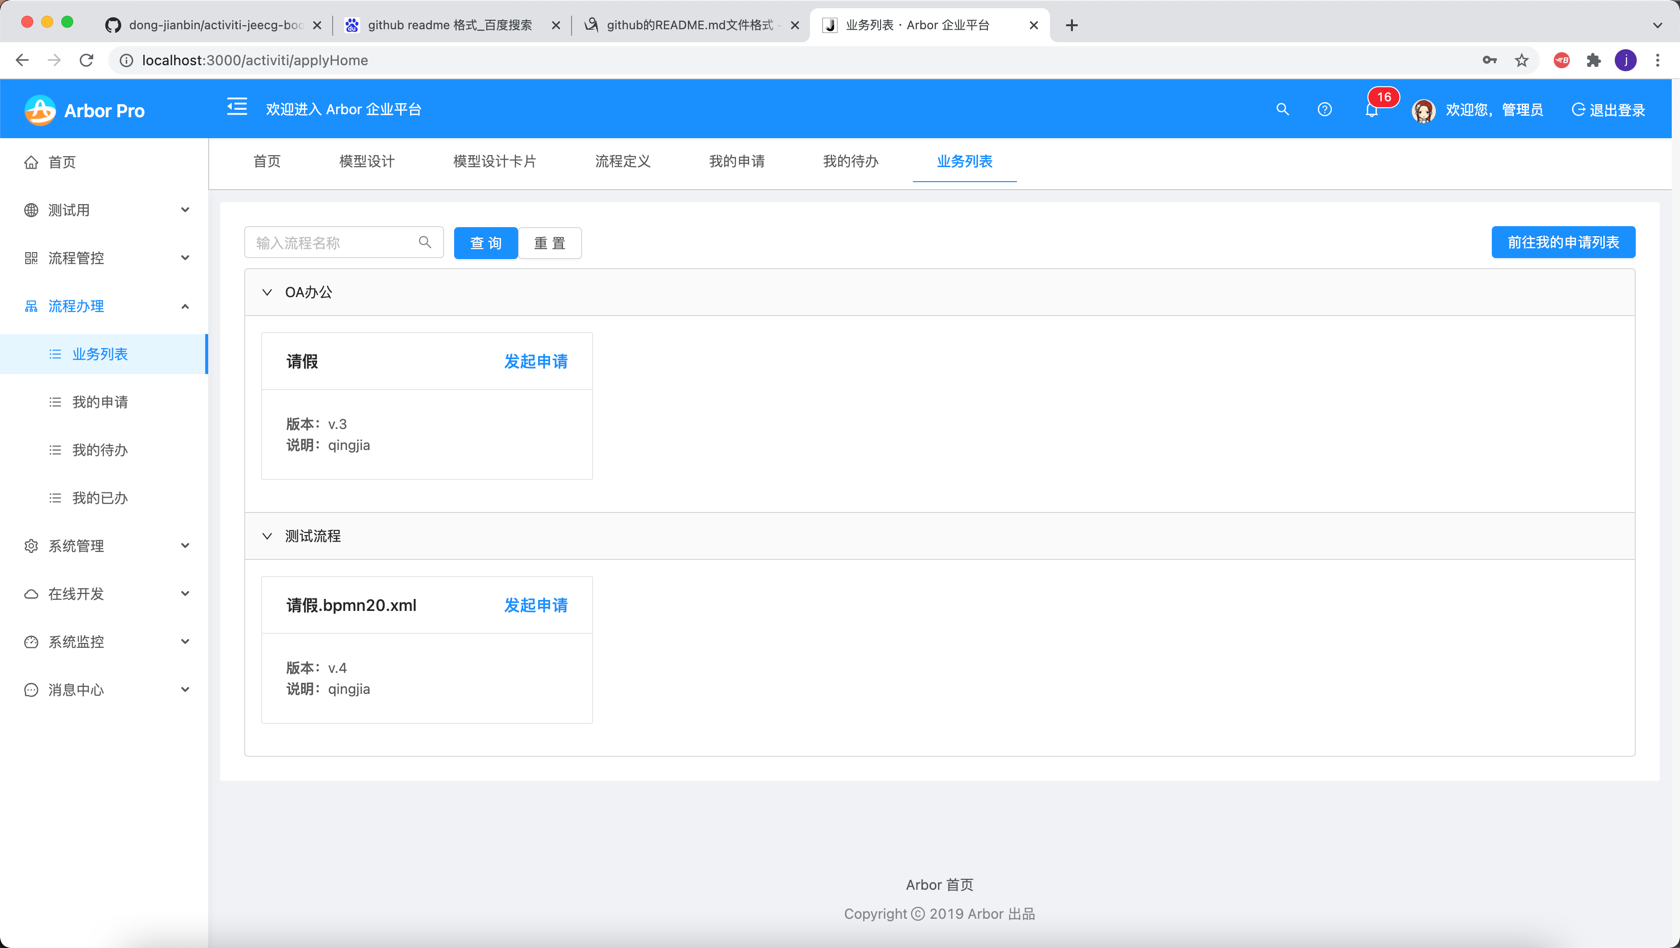 dong-jianbin/activiti-jeecg-boo
github readme 格式_百度搜索
github的README.md文件格式 -
业务列表 · Arbor 企业平台
localhost:3000/activiti/applyHome
j
Arbor Pro
欢迎进入 Arbor 企业平台
16
欢迎您，管理员
退出登录
首页
测试用
流程管控
流程办理
业务列表
我的申请
我的待办
我的已办
系统管理
在线开发
系统监控
消息中心
首页 模型设计 模型设计卡片 流程定义 我的申请 我的待办 业务列表
输入流程名称
查 询
重 置
前往我的申请列表
OA办公
请假 发起申请
版本：v.3
说明：qingjia
测试流程
请假.bpmn20.xml 发起申请
版本：v.4
说明：qingjia
Arbor 首页
Copyright © 2019 Arbor 出品